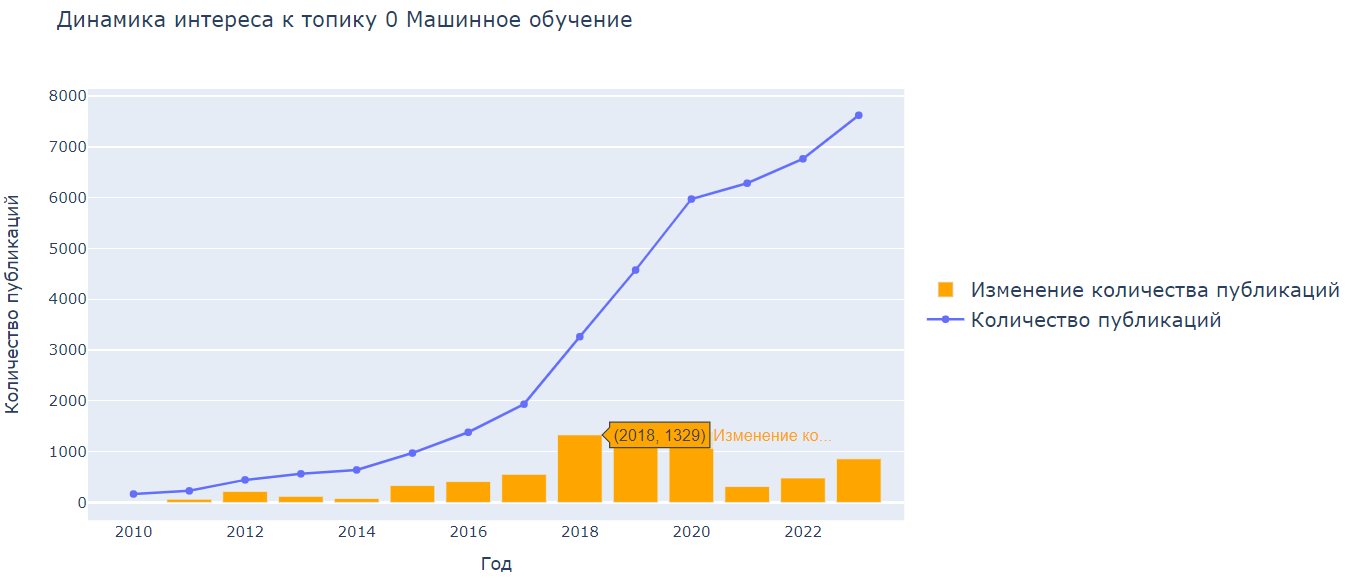 Динамика интереса к топику 0 Машинное обучение
8000
7000
6000
5000
4000
3000
2000
1000
0
Количество публикаций
2010
2012
2014
2016
2018
2020
2022
Год
(2018, 1329) Изменение ко...
Изменение количества публикаций
Количество публикаций